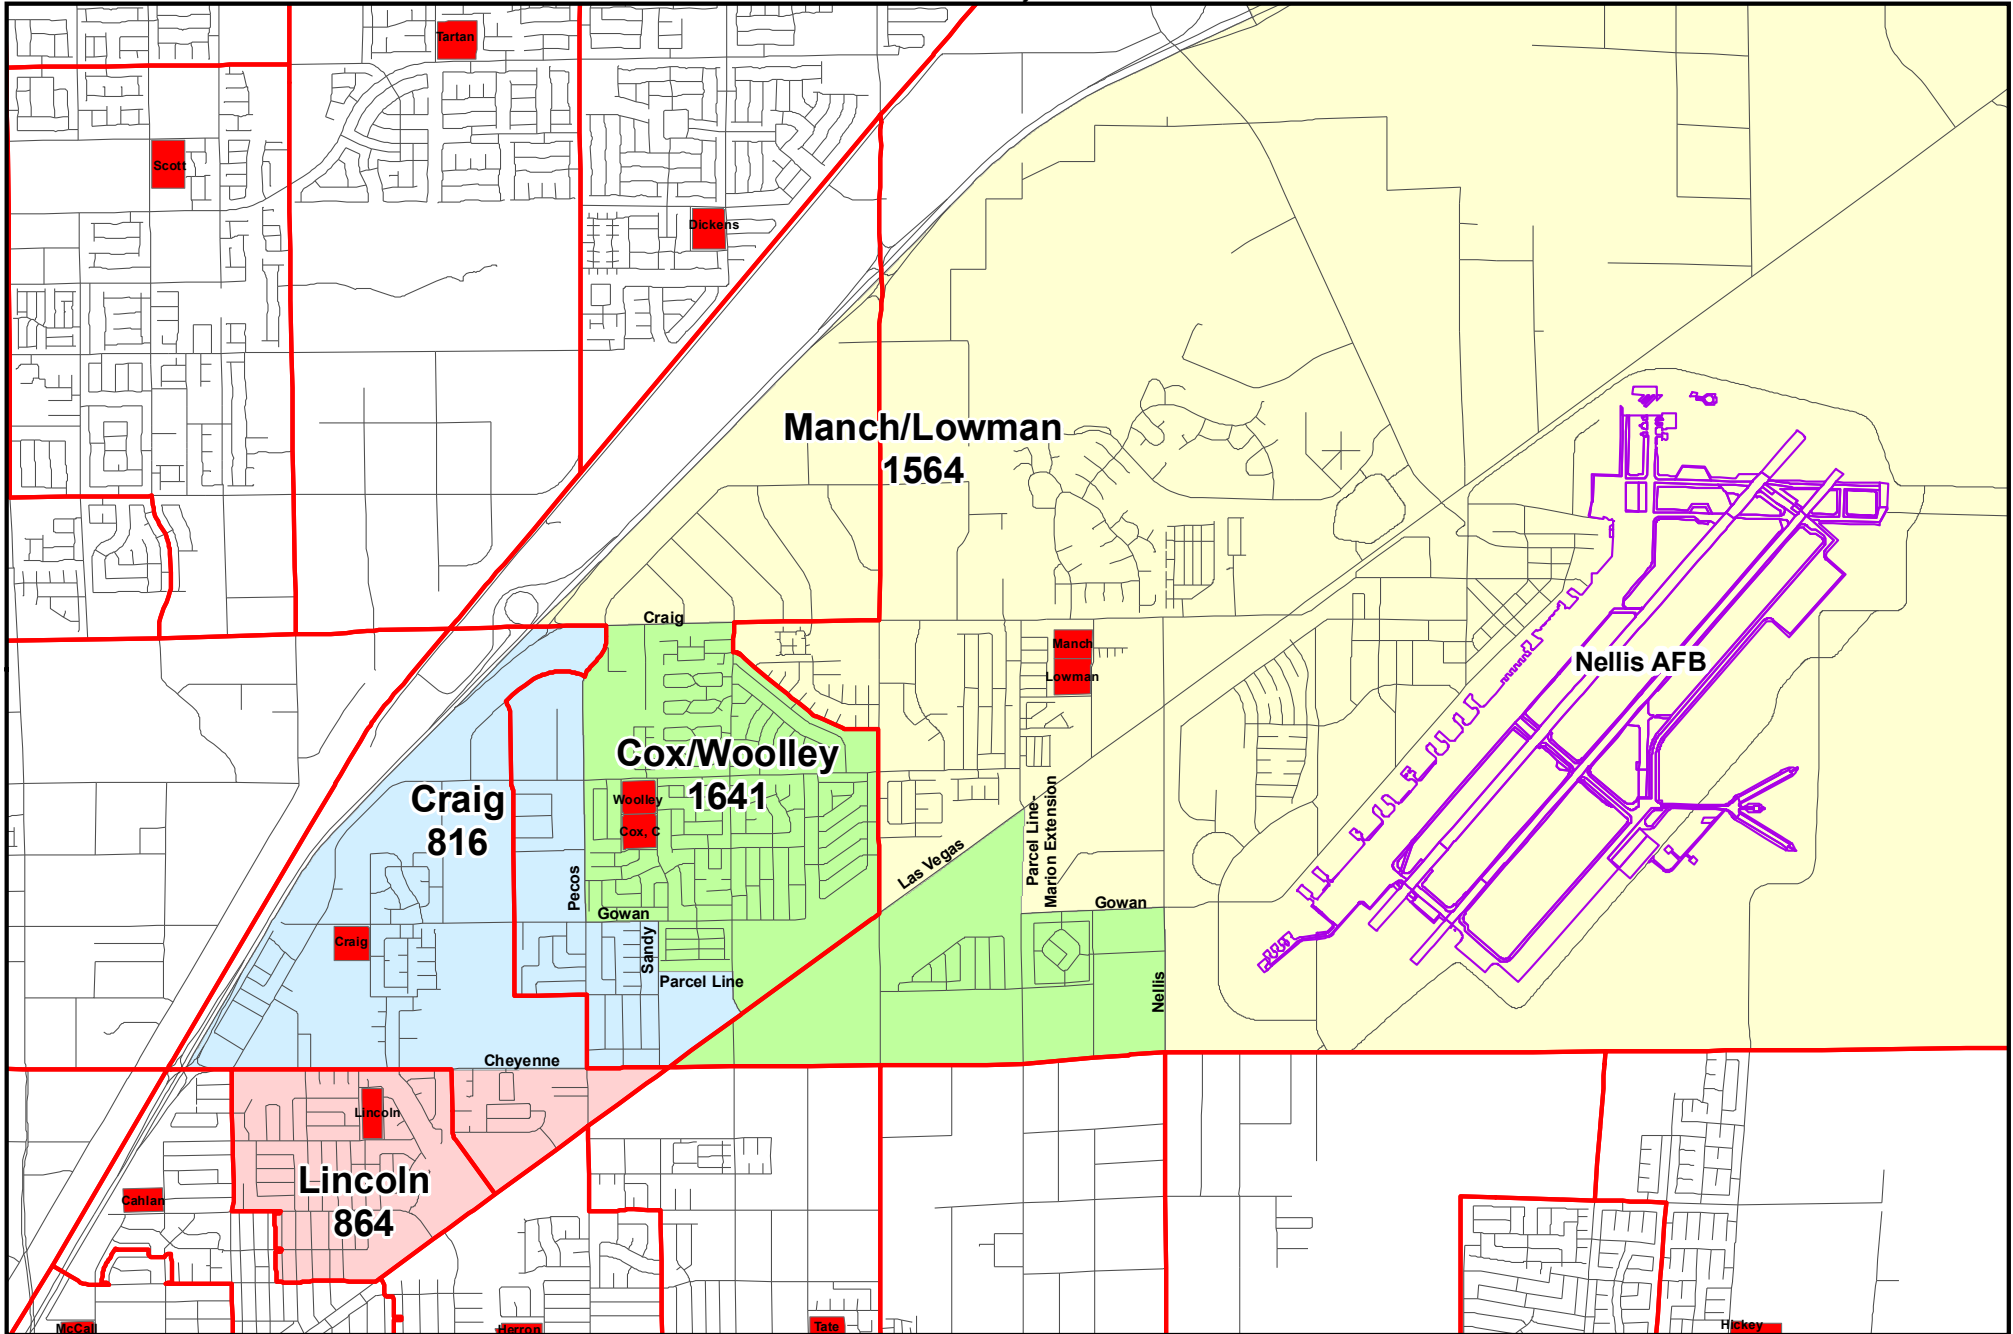 Tartan
Scott
Dickens
Manch/Lowman
1564
Craig
Manch
Lowman
Nellis AFB
Cox/Woolley
1641
Craig
816
Woolley
Cox, C
Parcel Line-
Marion Extension
Las Vegas
Pecos
Gowan
Gowan
Sandy
Craig
Parcel Line
Nellis
Cheyenne
Lincoln
Lincoln
864
Cahlan
McCall
Herron
Tate
Hickey